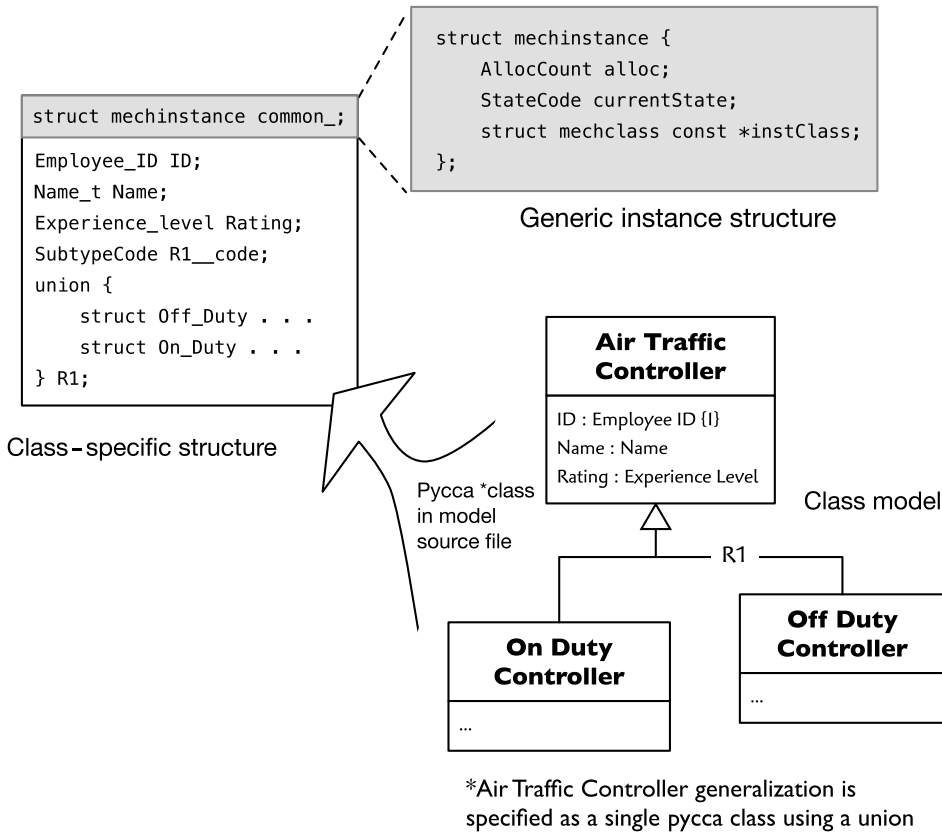 struct mechinstance {
AllocCount alloc;
StateCode currentState;
struct mechclass const *instClass;
};
Generic instance structure
struct mechinstance common_;
Employee_ID ID;
Name_t Name;
Experience_level Rating;
SubtypeCode R1__code;
union {
struct Off_Duty . . .
struct On_Duty . . .
} R1;
Class-specific structure
Air Traffic
Controller
ID : Employee ID {I}
Name : Name
Rating : Experience Level
Pycca *class
in model
source file
Class model
R1
On Duty
Controller
...
Off Duty
Controller
...
*Air Traffic Controller generalization is
specified as a single pycca class using a union